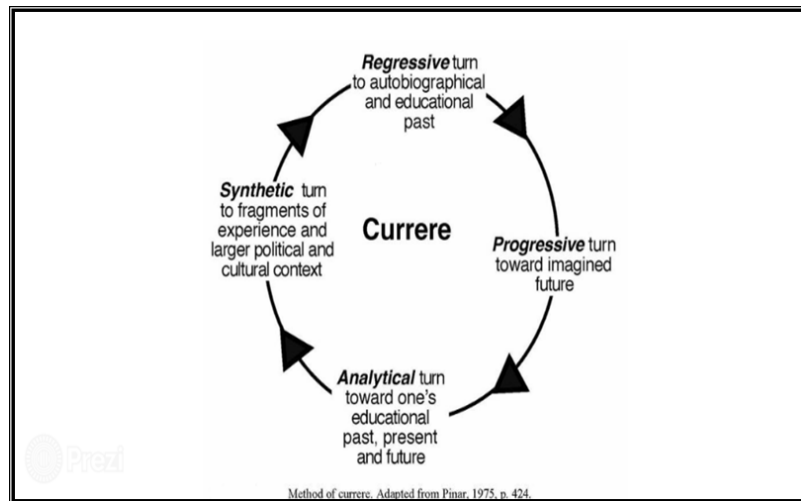 Regressive turn
to autobiographical
and educational
past
Synthetic turn
to fragments of
experience and
larger political and
cultural context
Currere
Progressive turn
toward imagined
future
Analytical turn
toward one's
educational
past, present
and future
Prezi
Method of currere. Adapted from Pinar, 1975, p. 424.